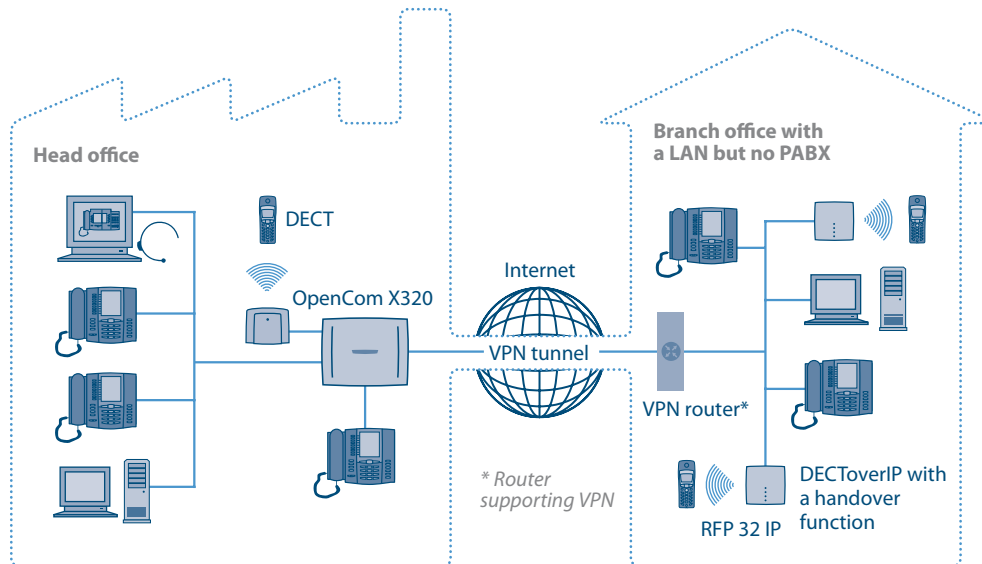 Head office
Branch office with
a LAN but no PABX
DECT
OpenCom X320
Internet
VPN tunnel
VPN router*
* Router
supporting VPN
RFP 32 IP
DECToverIP with
a handover
function